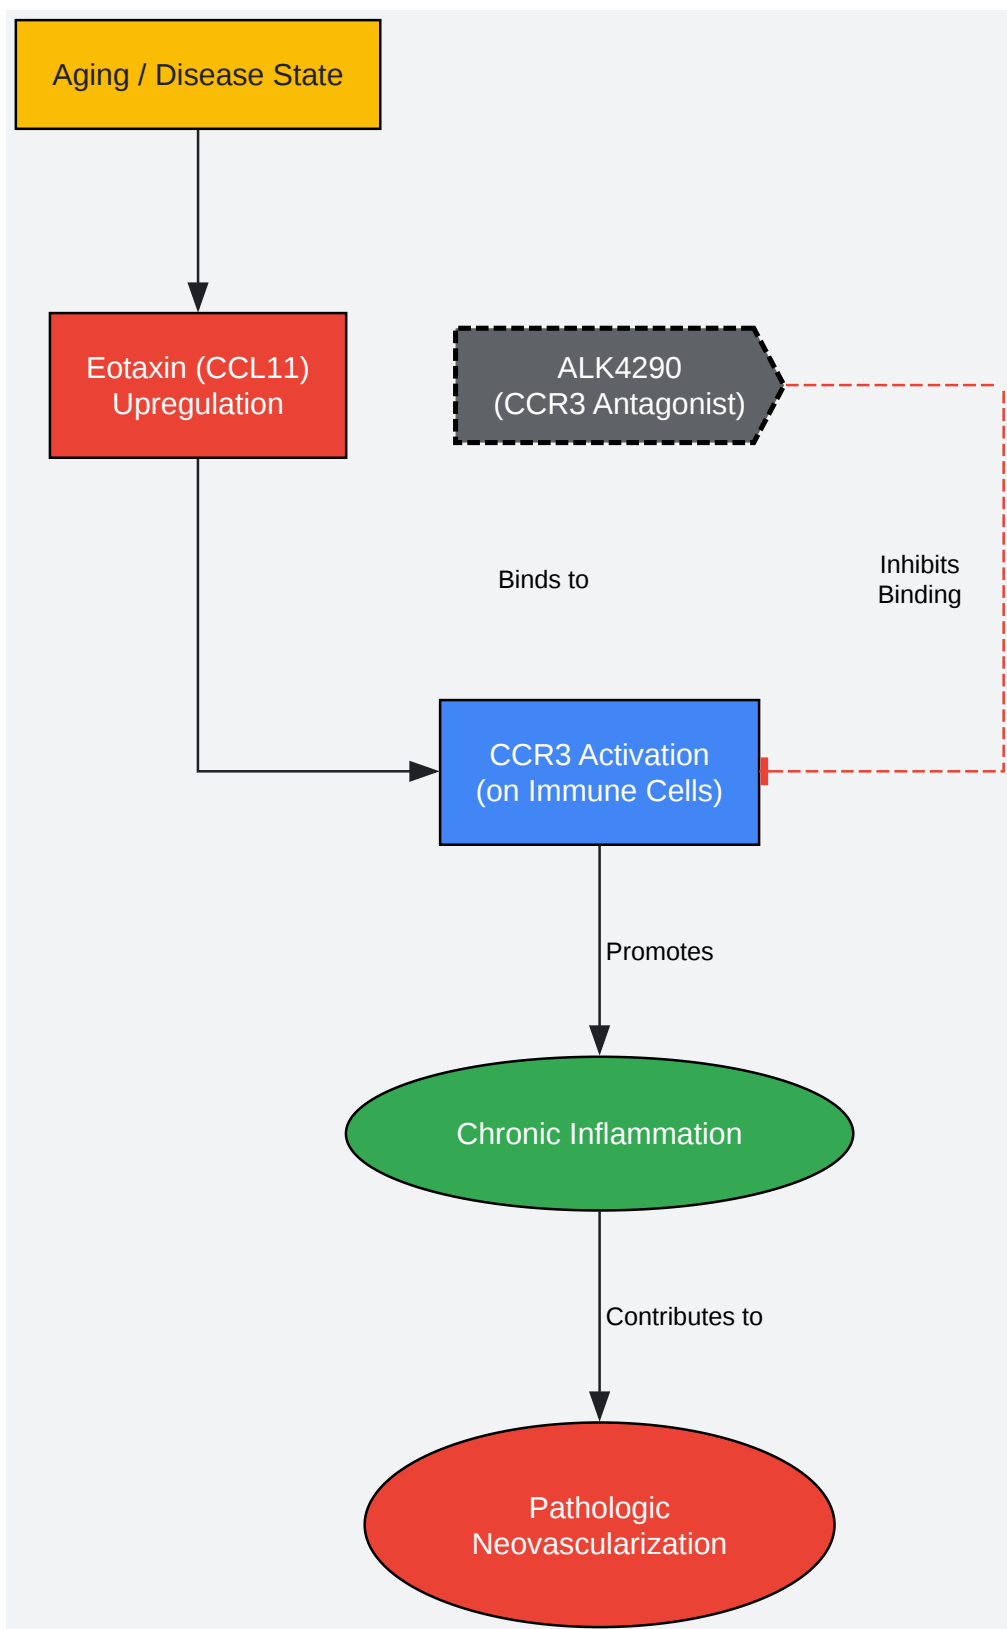 Aging / Disease State
Eotaxin (CCL11)
Upregulation
ALK4290
(CCR3 Antagonist)
Binds to
Inhibits
Binding
CCR3 Activation
(on Immune Cells)
Promotes
Chronic Inflammation
Contributes to
Pathologic
Neovascularization